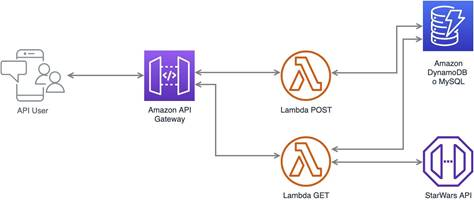 API User
Amazon API
Gateway
Lambda POST
Lambda GET
Amazon
DynamoDB
o MySQL
StarWars API